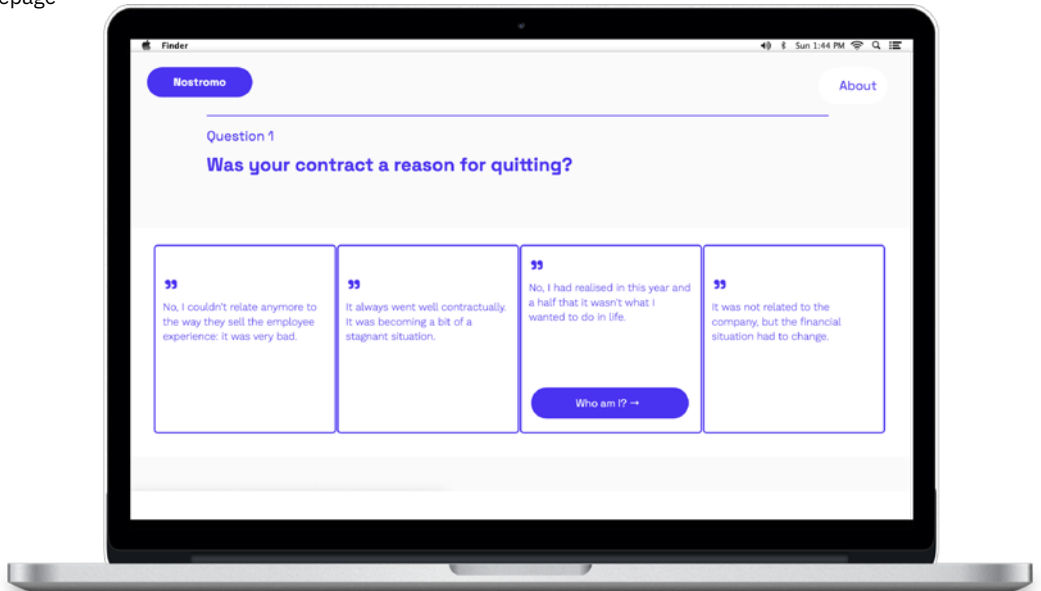 epage
Finder
Sun 1:44 PM
Nostromo
About
Question 1
Was your contract a reason for quitting?
❞
No, I couldn't relate anymore to
the way they sell the employee
experience: it was very bad.
❞
It always went well contractually.
It was becoming a bit of a
stagnant situation.
❞
No, I had realised in this year and
a half that it wasn't what I
wanted to do in life.
Who am I? →
❞
It was not related to the
company, but the financial
situation had to change.